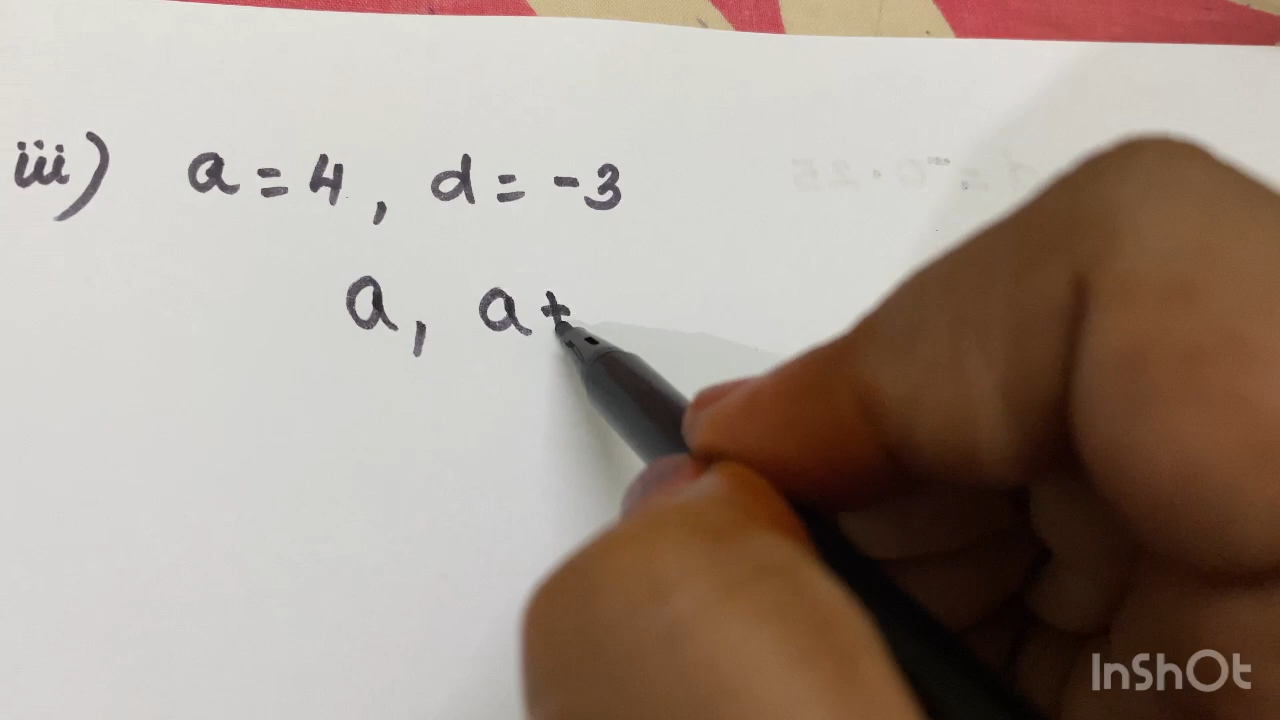 iii) a = 4, d = -3
a, a +
InShOt